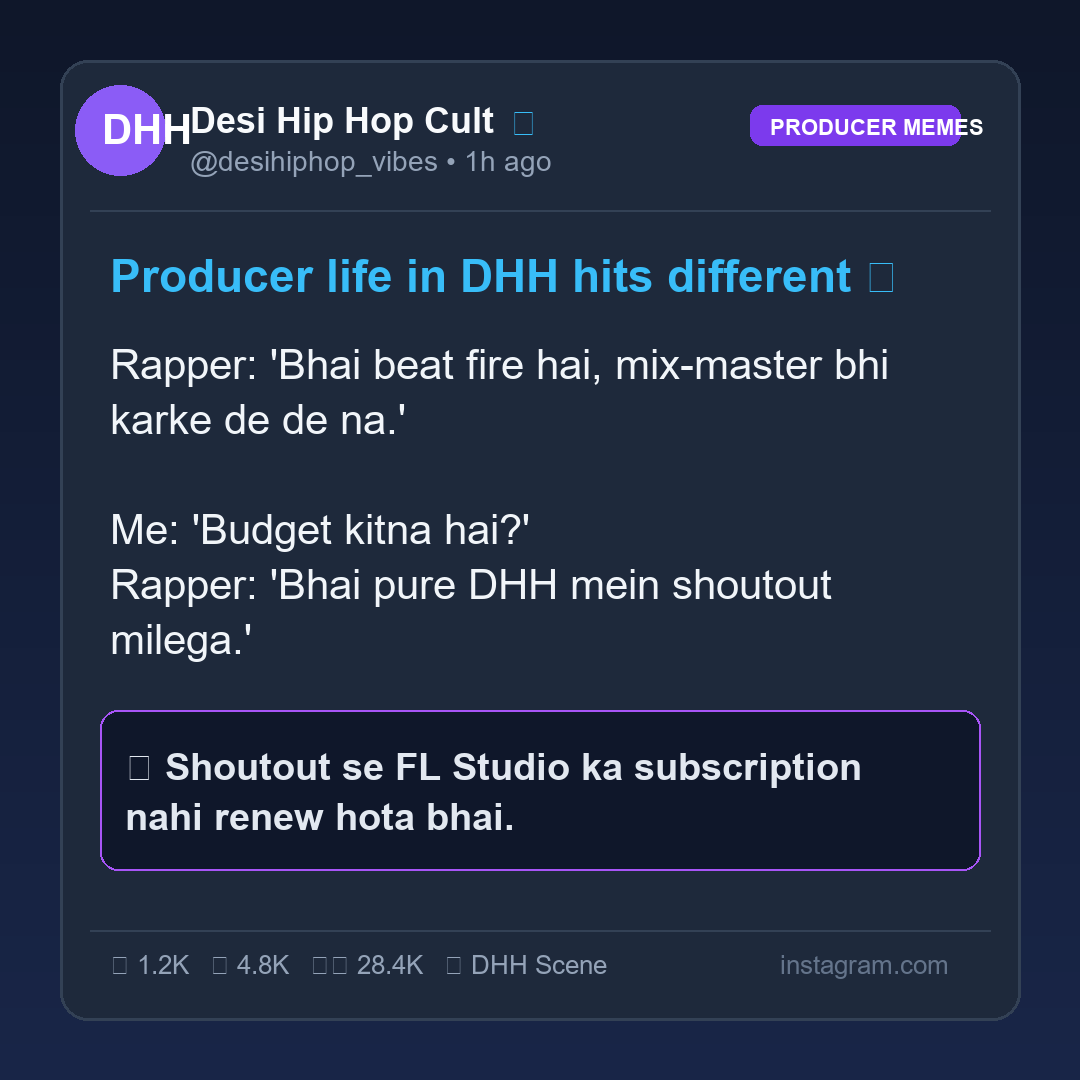 DHH
Desi Hip Hop Cult
PRODUCER MEMES
@desihiphop_vibes • 1h ago
Producer life in DHH hits different
Rapper: 'Bhai beat fire hai, mix-master bhi
karke de de na.'
Me: 'Budget kitna hai?'
Rapper: 'Bhai pure DHH mein shoutout
milega.'
Shoutout se FL Studio ka subscription
nahi renew hota bhai.
1.2K 4.8K 28.4K DHH Scene
instagram.com